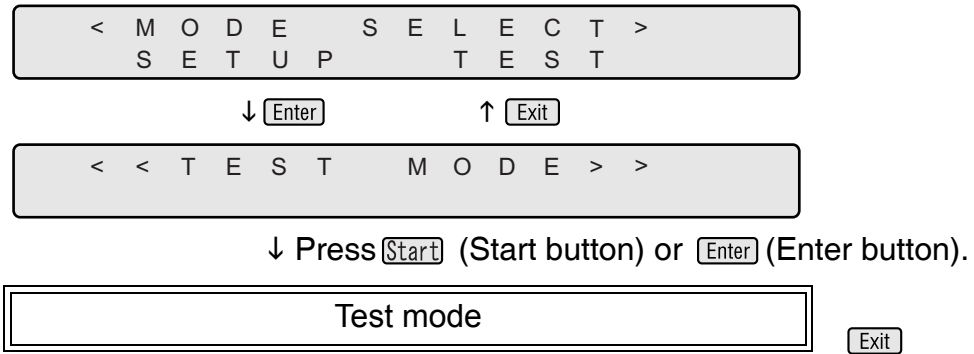 < MODE SELECT>
SETUP TEST
↓ Enter ↑ Exit
<<TEST MODE>>
↓ Press Start (Start button) or Enter (Enter button).
Test mode
Exit